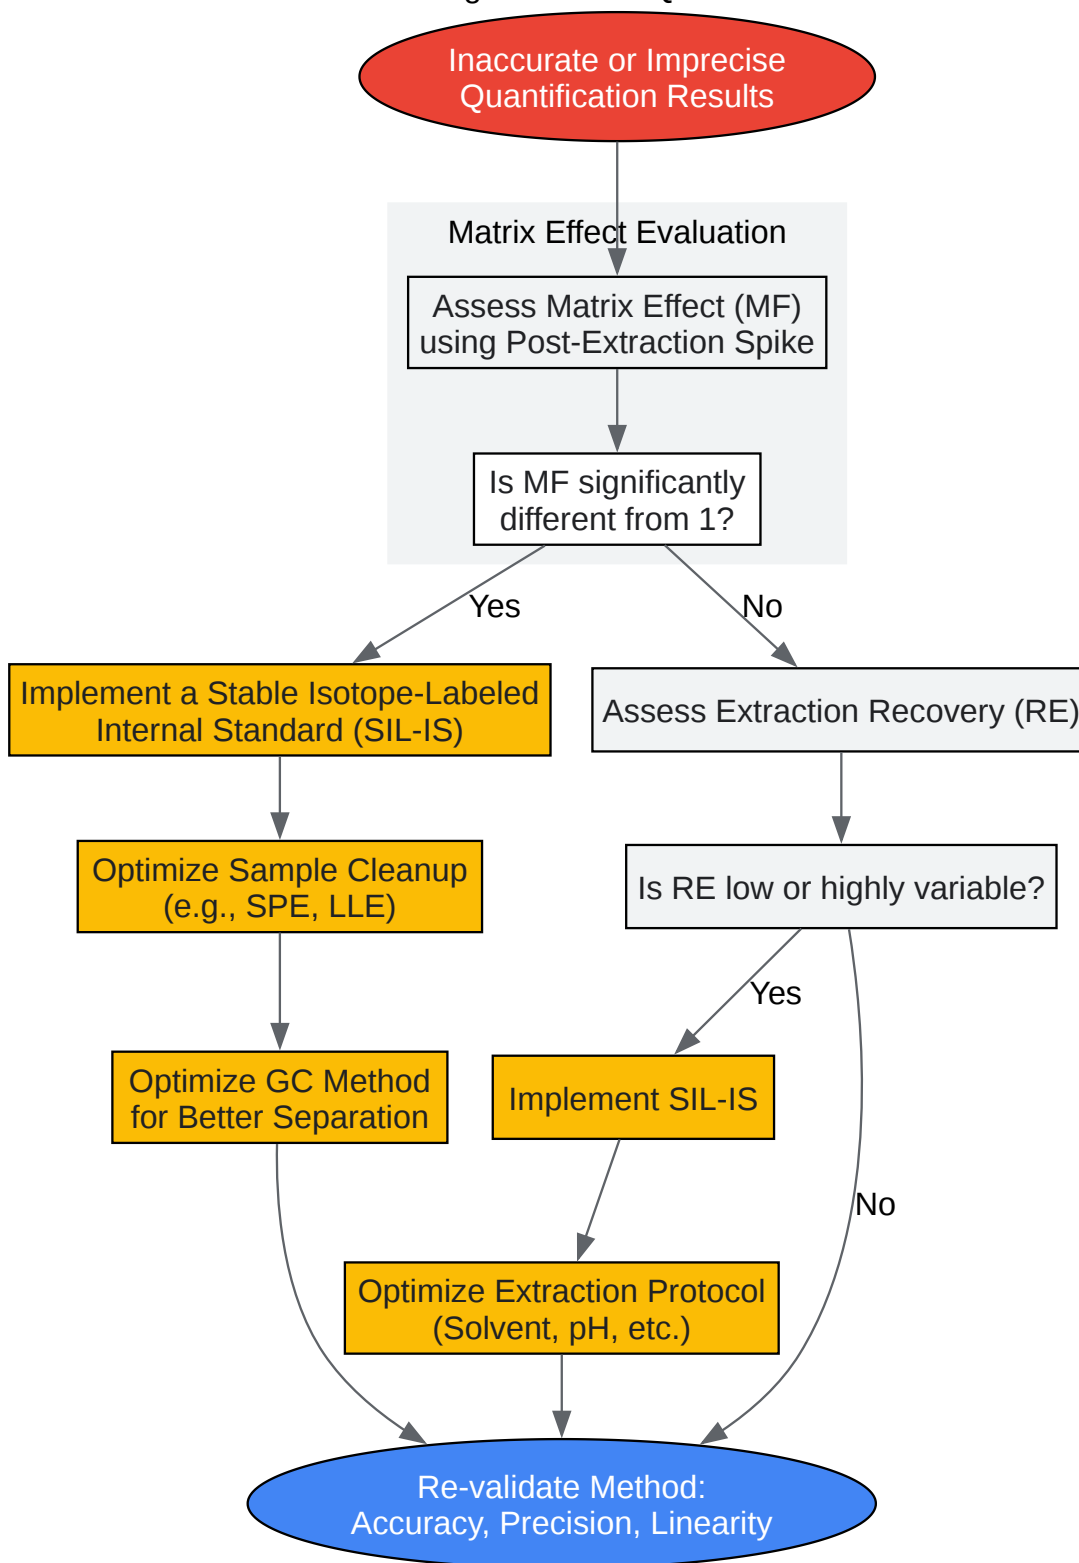 Inaccurate or Imprecise
Quantification Results
Matrix Effect Evaluation
Assess Matrix Effect (MF)
using Post-Extraction Spike
Is MF significantly
different from 1?
Yes
No
Implement a Stable Isotope-Labeled
Internal Standard (SIL-IS)
Assess Extraction Recovery (RE)
Optimize Sample Cleanup
(e.g., SPE, LLE)
Is RE low or highly variable?
Yes
Optimize GC Method
for Better Separation
Implement SIL-IS
No
Optimize Extraction Protocol
(Solvent, pH, etc.)
Re-validate Method:
Accuracy, Precision, Linearity